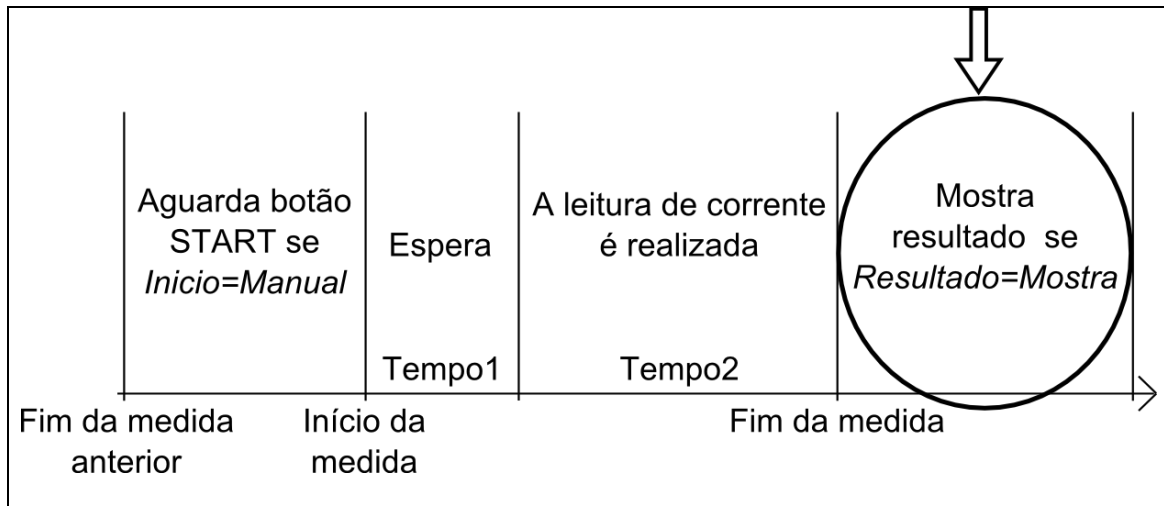 Aguarda botão
START se
Inicio=Manual
Espera
A leitura de corrente
é realizada
Mostra
resultado se
Resultado=Mostra
Tempo1
Tempo2
Fim da medida
anterior
Início da
medida
Fim da medida